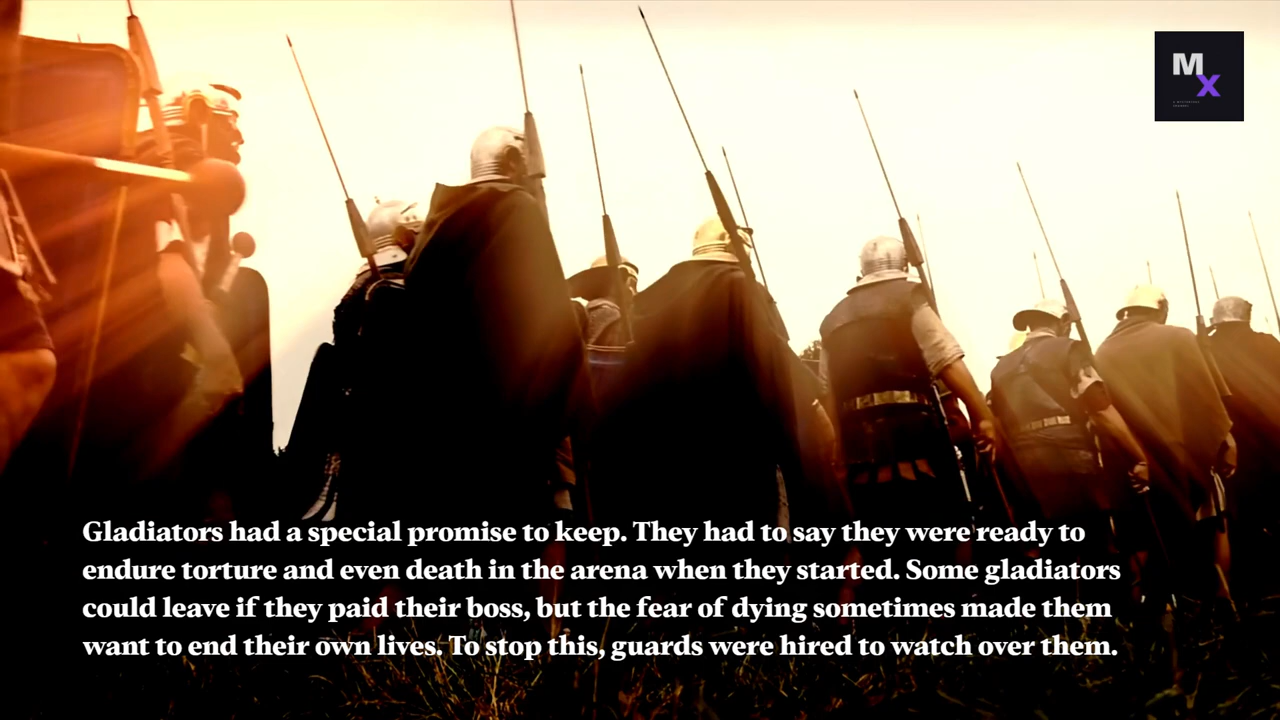 M
X
Gladiators had a special promise to keep. They had to say they were ready to
endure torture and even death in the arena when they started. Some gladiators
could leave if they paid their boss, but the fear of dying sometimes made them
want to end their own lives. To stop this, guards were hired to watch over them.